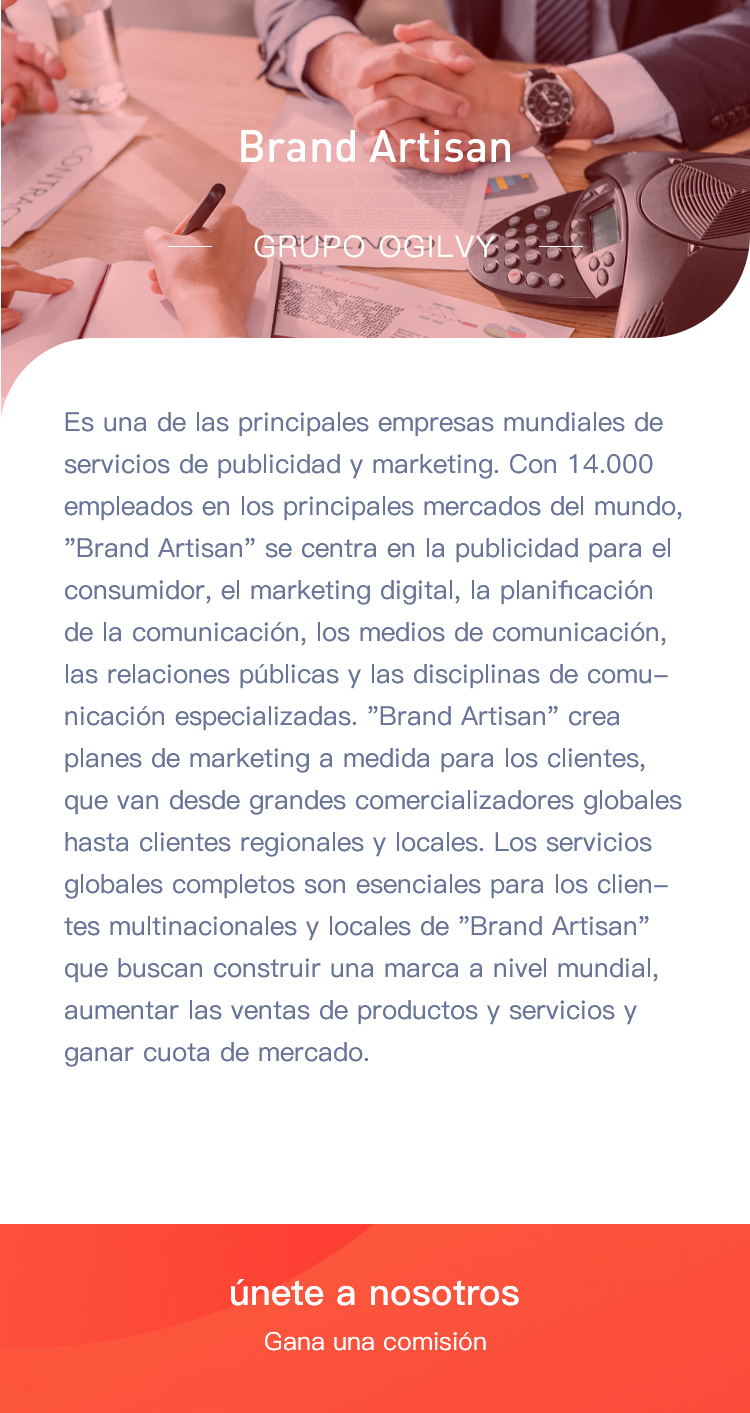 Brand Artisan
CONTRACT
GRUPO OGILVY
Es una de las principales empresas mundiales de
servicios de publicidad y marketing. Con 14.000
empleados en los principales mercados del mundo,
”Brand Artisan” se centra en la publicidad para el
consumidor, el marketing digital, la planificación
de la comunicación, los medios de comunicación,
las relaciones públicas y las disciplinas de comu–
nicación especializadas. ”Brand Artisan” crea
planes de marketing a medida para los clientes,
que van desde grandes comercializadores globales
hasta clientes regionales y locales. Los servicios
globales completos son esenciales para los clien–
tes multinacionales y locales de ”Brand Artisan”
que buscan construir una marca a nivel mundial,
aumentar las ventas de productos y servicios y
ganar cuota de mercado.
únete a nosotros
Gana una comisión